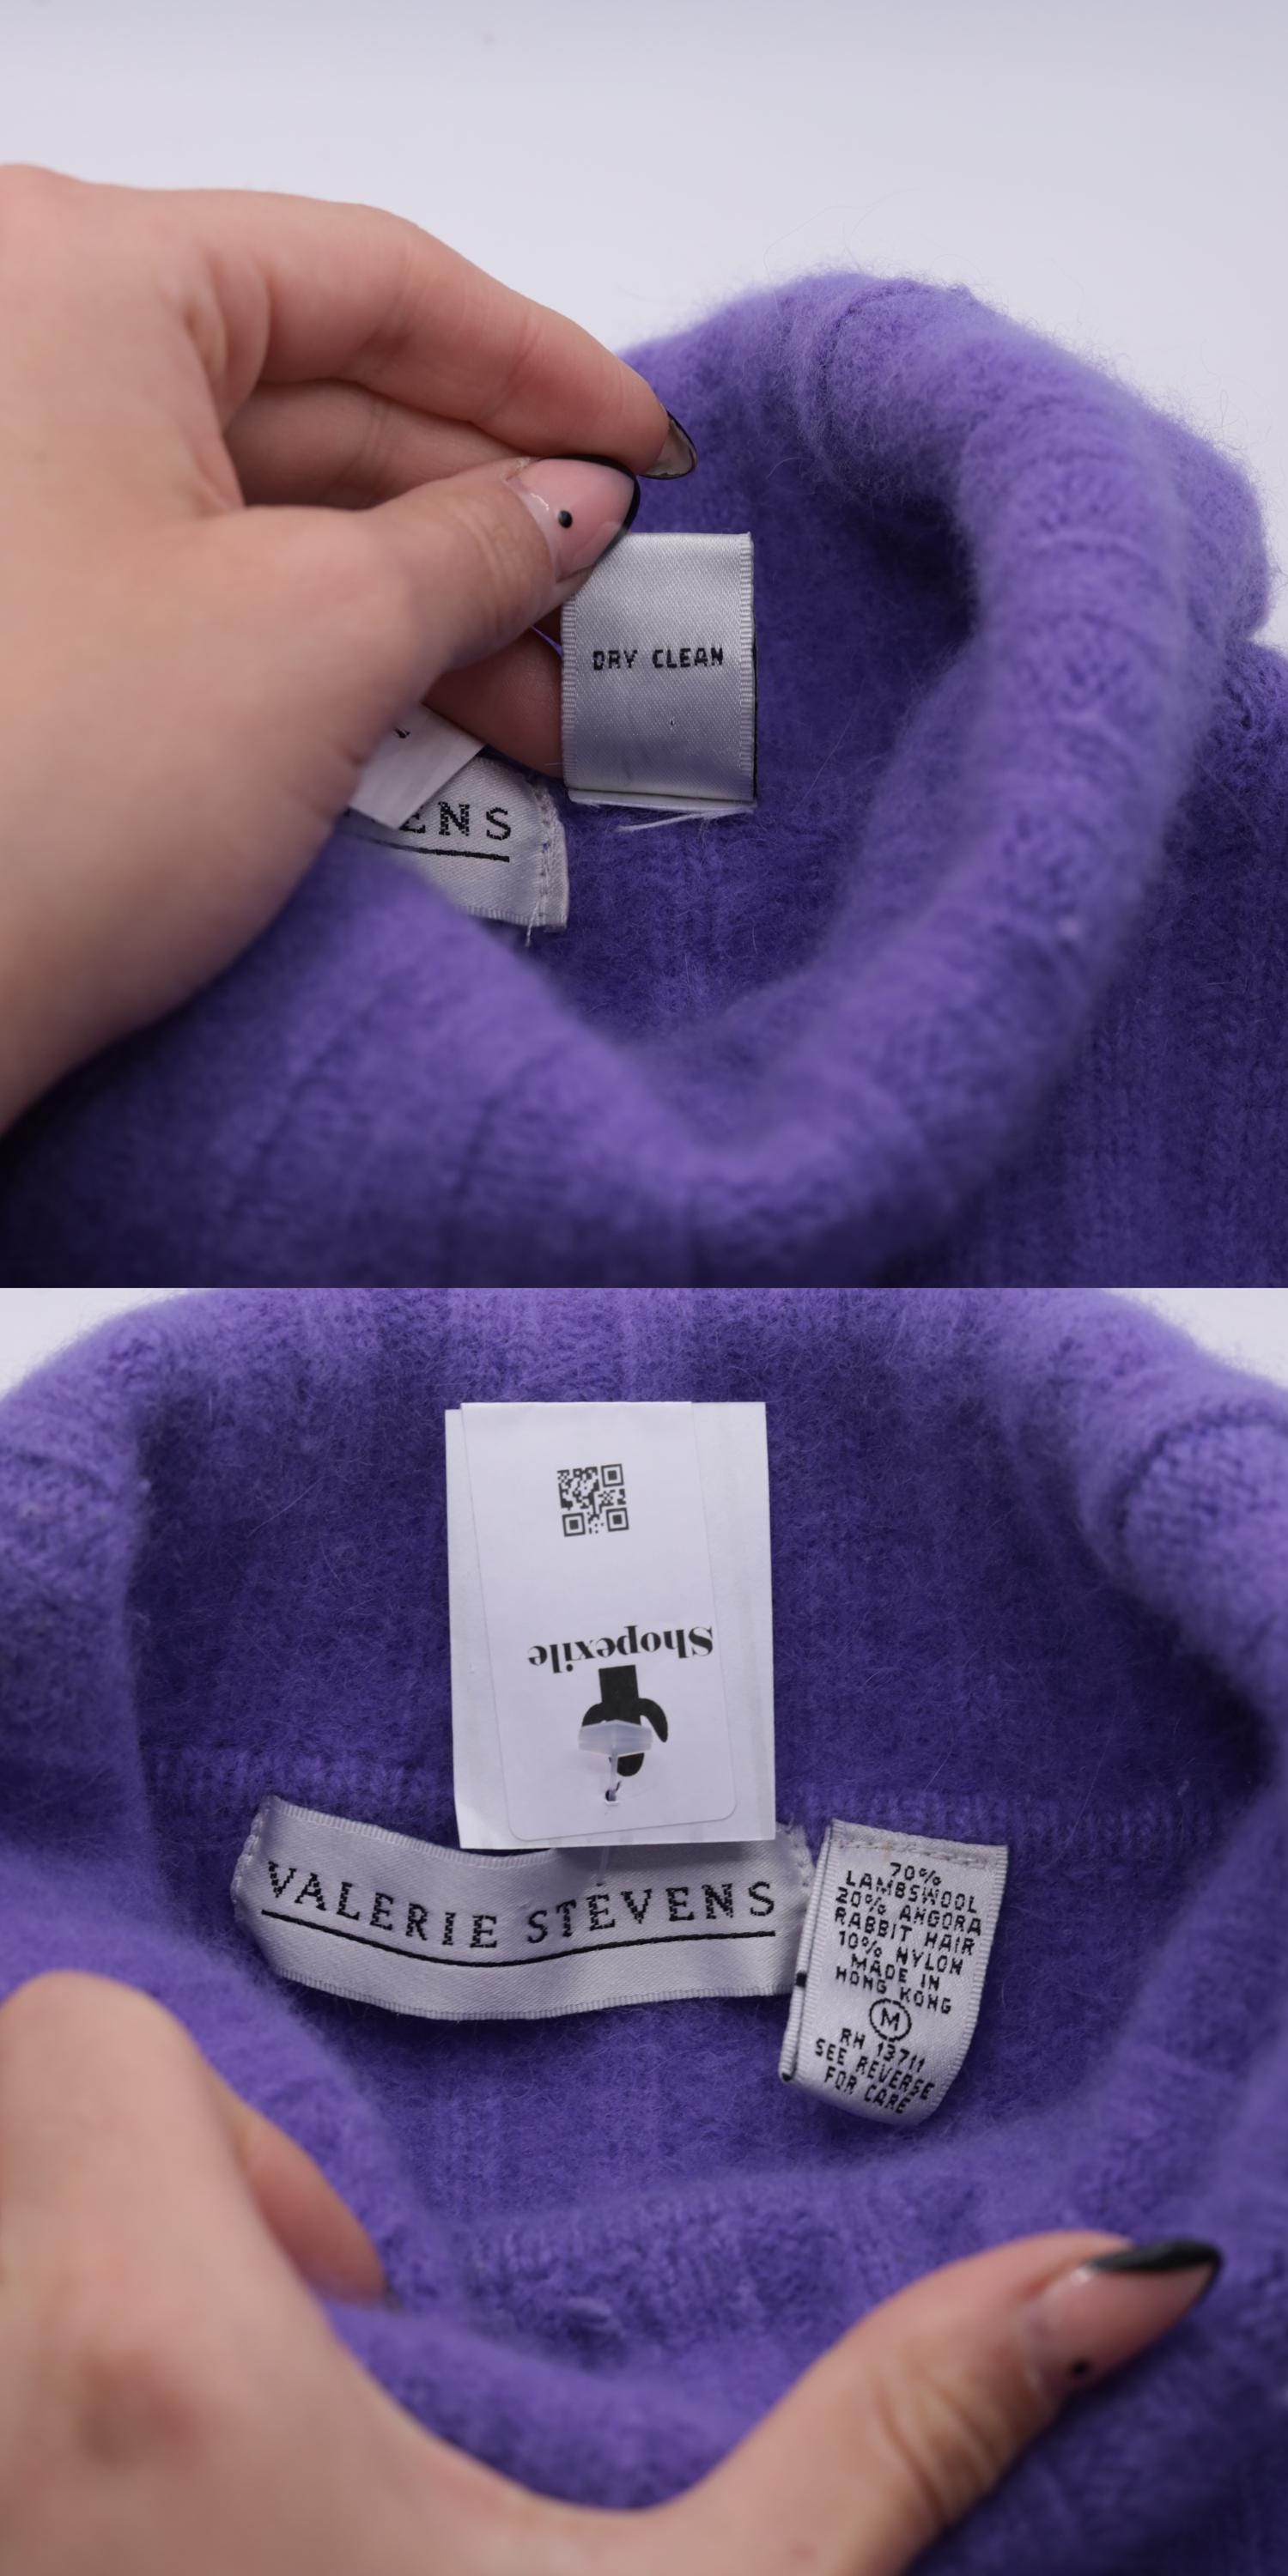 DRY CLEAN
ENS
Shopexile
VALERIE STEVENS
70%
LAMBSWOOL
20% ANGORA
RABBIT HAIR
10% NYLON
MADE IN
HONG KONG
M
RH 13711
SEE REVERSE
FOR CARE